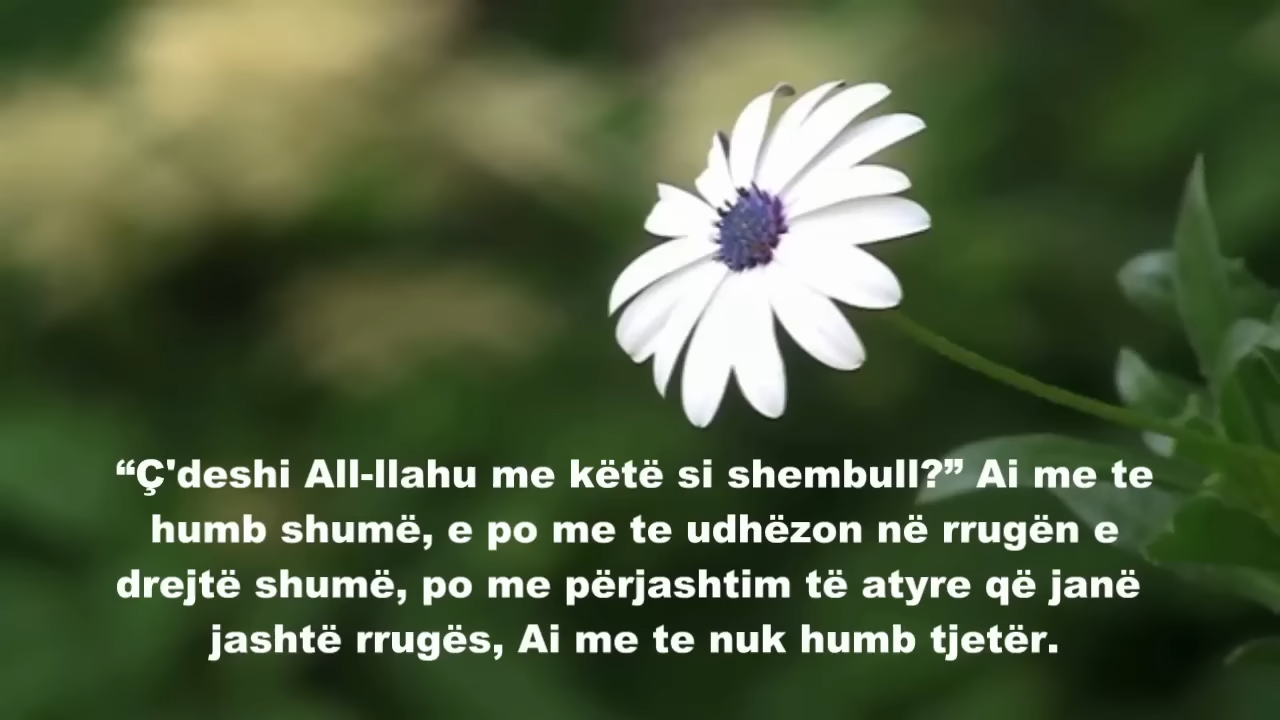 “Ç'deshi All-llahu me këtë si shembull?” Ai me te
humb shumë, e po me te udhëzon në rrugën e
drejtë shumë, po me përjashtim të atyre që janë
jashtë rrugës, Ai me te nuk humb tjetër.